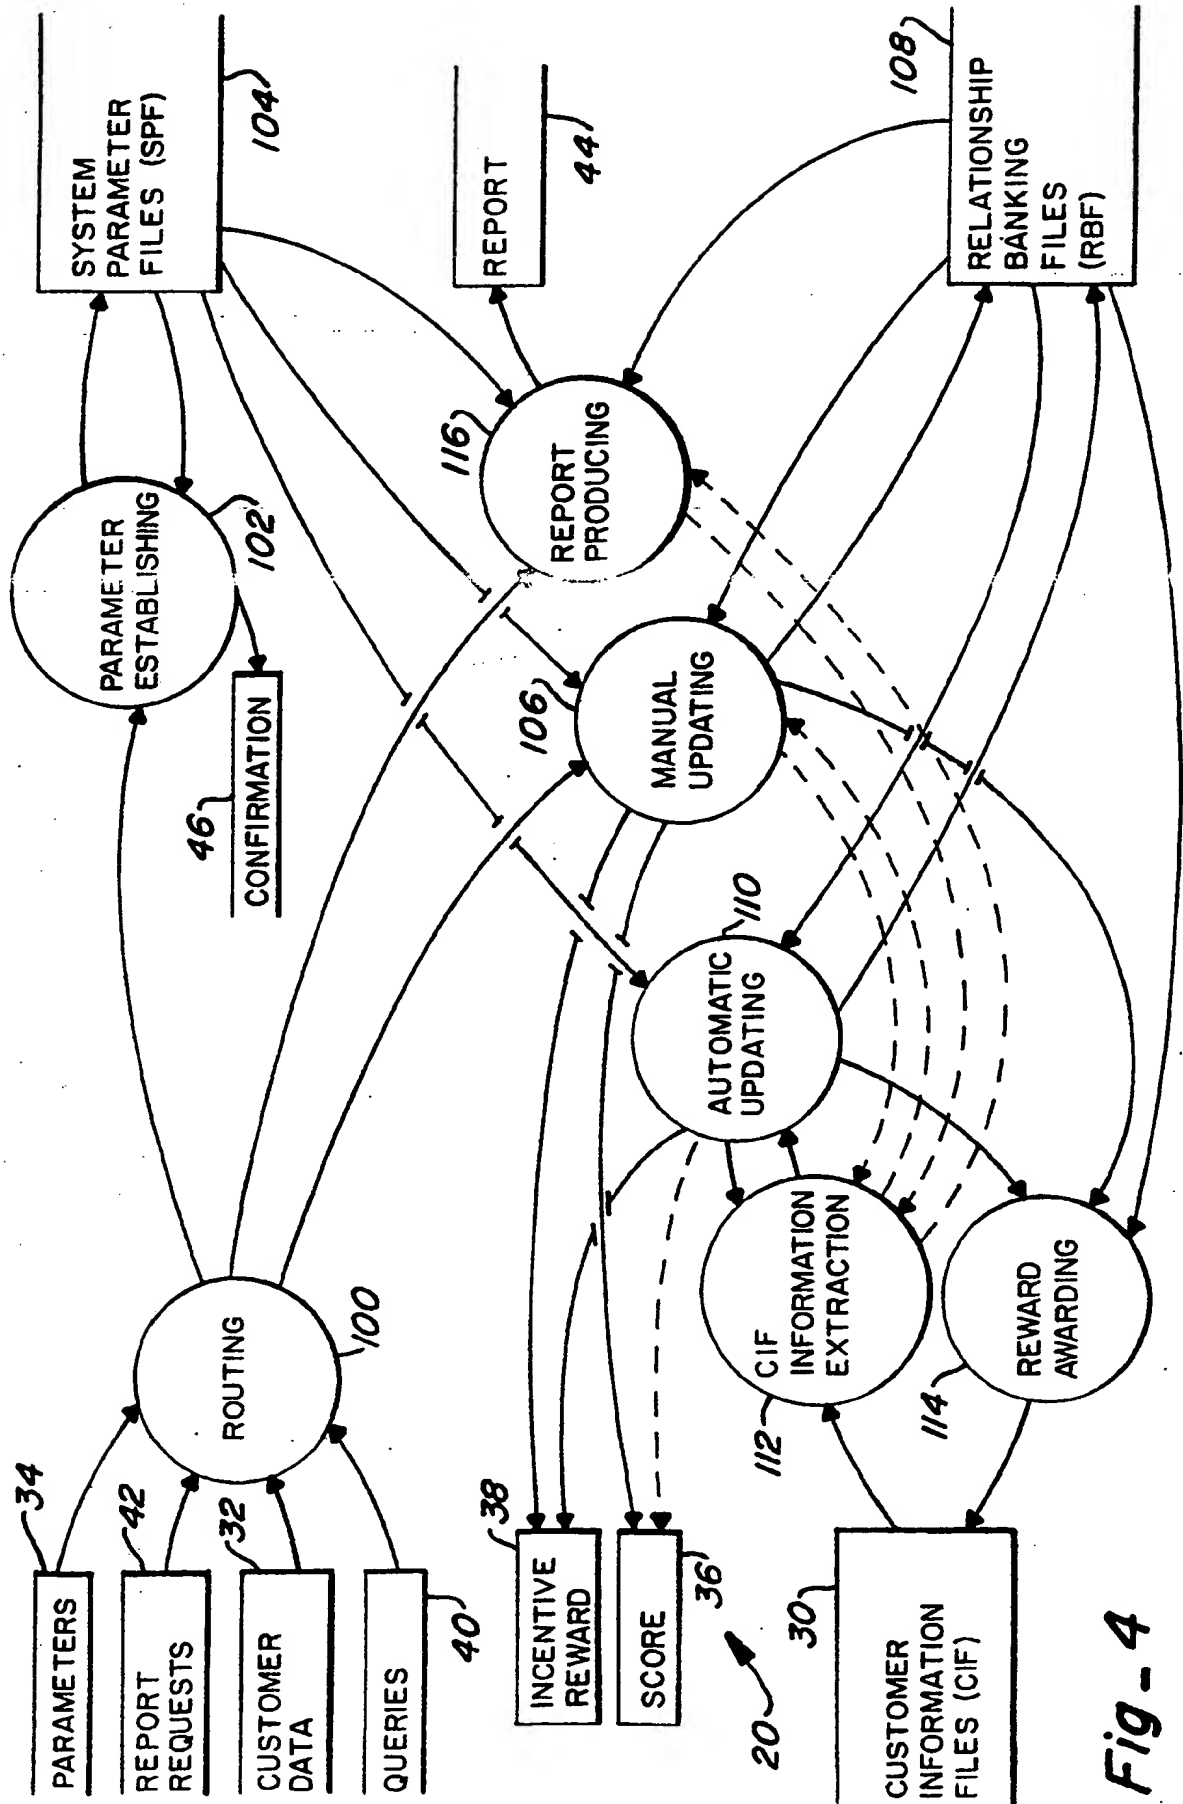 PARAMETERS
34
REPORT
REQUESTS
42
CUSTOMER
DATA
32
QUERIES
40
ROUTING
100
PARAMETER
ESTABLISHING
102
46
CONFIRMATION
SYSTEM
PARAMETER
FILES (SPF)
104
REPORT
44
116
REPORT
PRODUCING
106
MANUAL
UPDATING
110
AUTOMATIC
UPDATING
INCENTIVE
REWARD
38
SCORE
36
20
112
CIF
INFORMATION
EXTRACTION
114
REWARD
AWARDING
30
CUSTOMER
INFORMATION
FILES (CIF)
108
RELATIONSHIP
BANKING
FILES
(RBF)
Fig-4